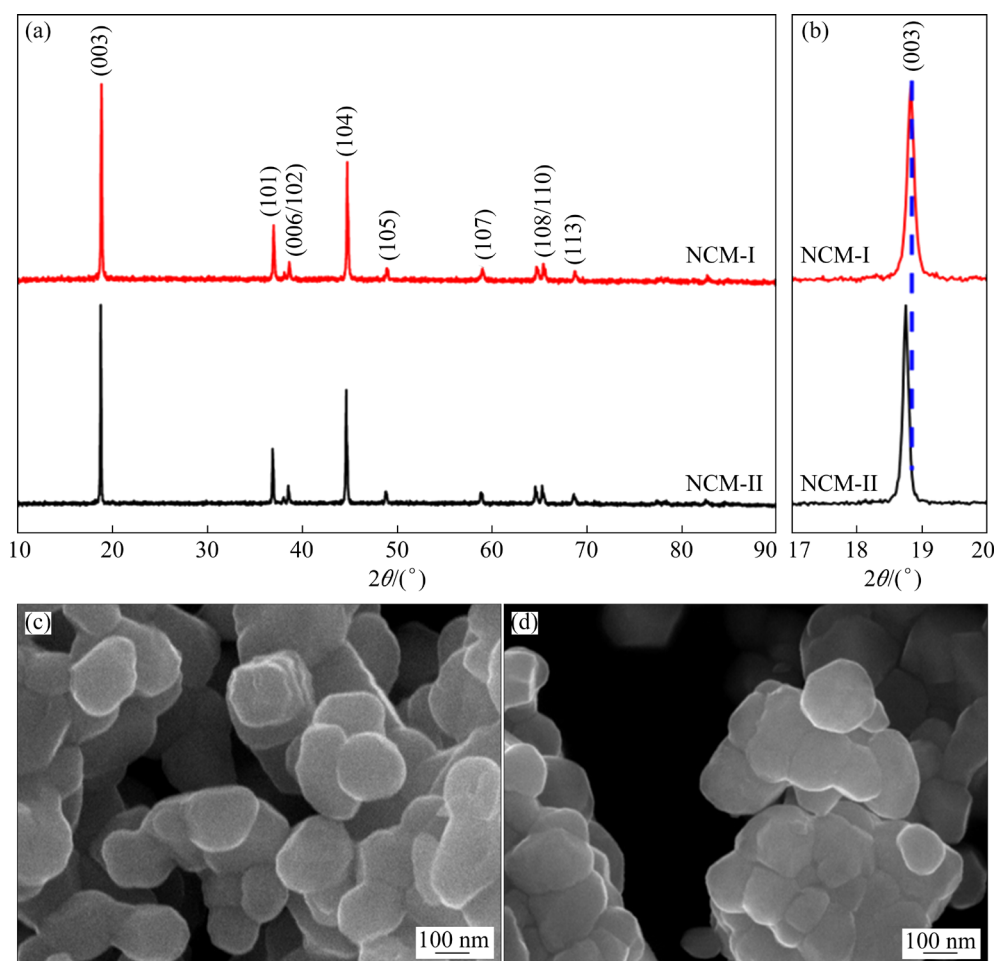 (a)
(003)
(101)
(006/102)
(104)
(105)
(107)
(108/110)
(113)
NCM-I
NCM-II
10 20 30 40 50 60 70 80 90
2θ/(°)
(b)
(003)
NCM-I
NCM-II
17 18 19 20
2θ/(°)
(c)
100 nm
(d)
100 nm